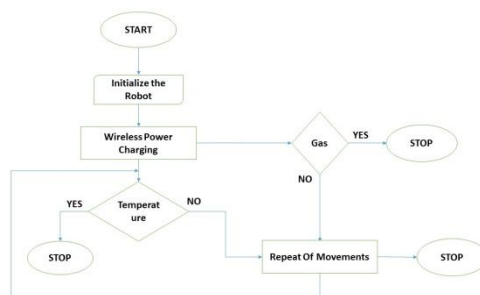 START
Initialize the
Robot
Wireless Power
Charging
Gas
YES
STOP
NO
YES
Temperat
ure
NO
STOP
Repeat Of Movements
STOP